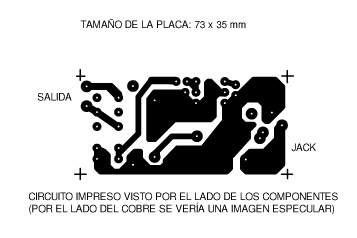 TAMAÑO DE LA PLACA: 73 x 35 mm
SALIDA
JACK
CIRCUITO IMPRESO VISTO POR EL LADO DE LOS COMPONENTES
(POR EL LADO DEL COBRE SE VERÍA UNA IMAGEN ESPECULAR)